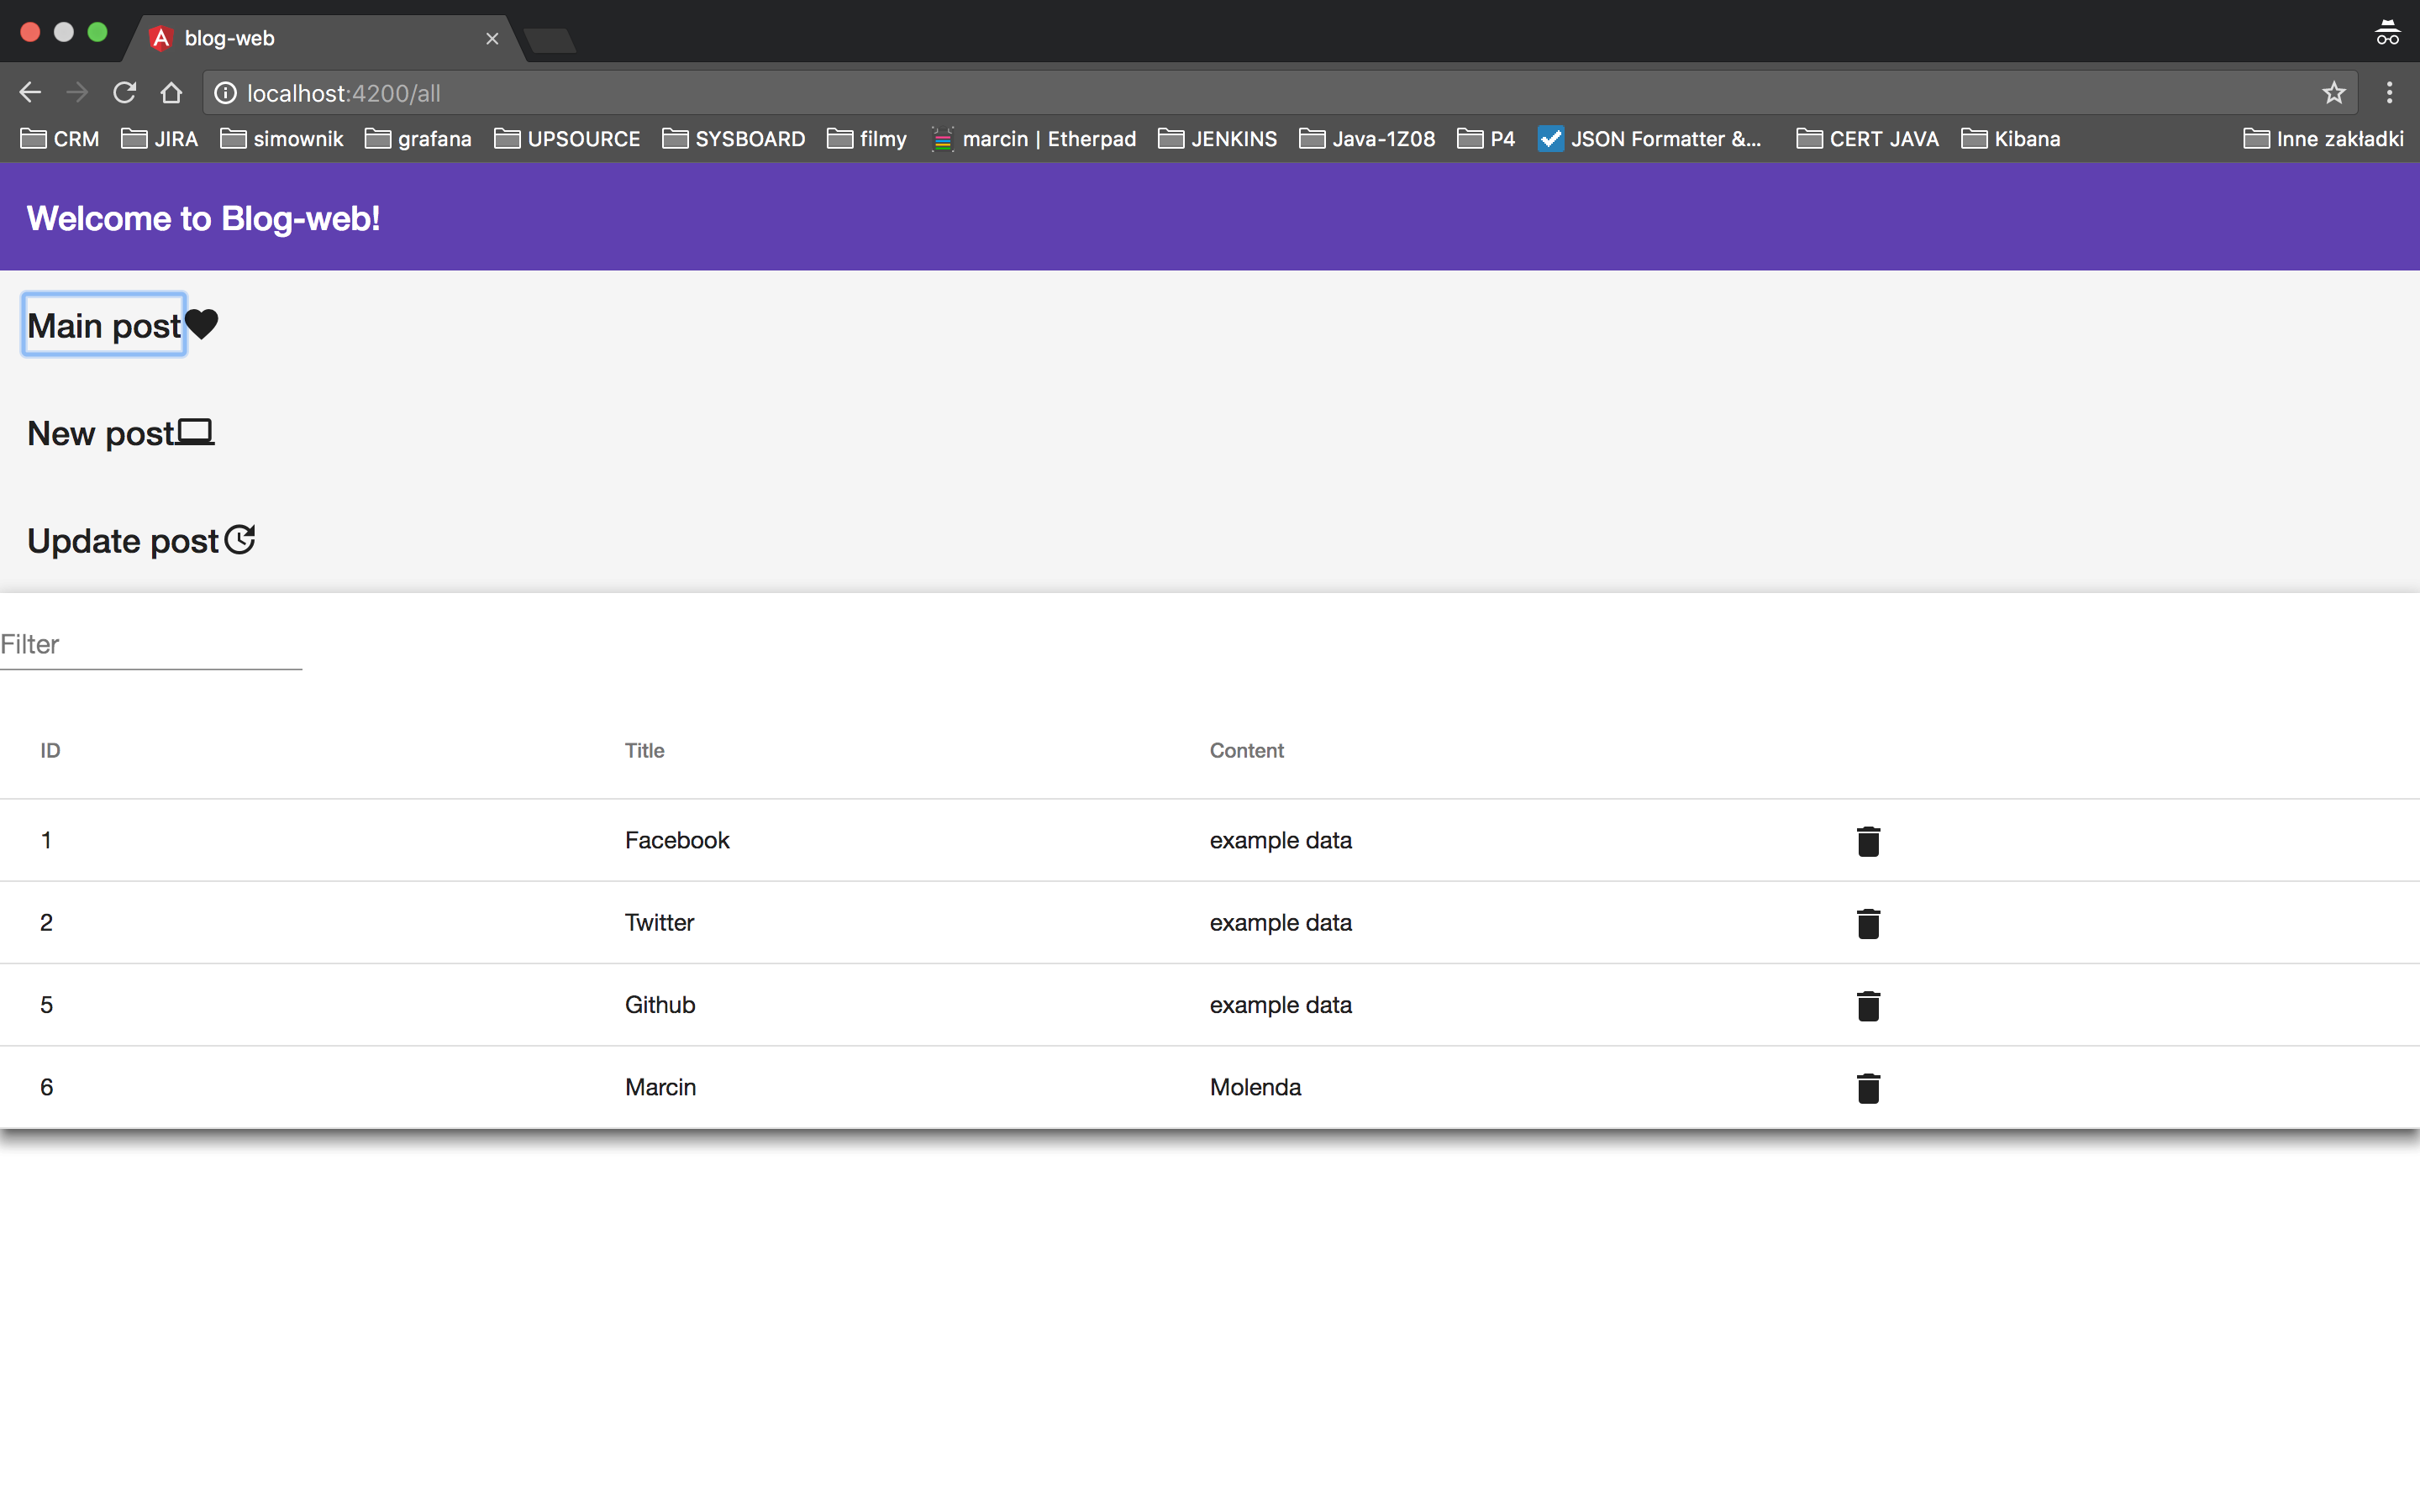 blog-web
localhost:4200/all
CRM JIRA simownik grafana UPSOURCE SYSBOARD filmy marcin | Etherpad JENKINS Java-1Z08 P4 JSON Formatter &... CERT JAVA Kibana Inne zakładki
Welcome to Blog-web!
Main post
New post
Update post
Filter
ID Title Content
1 Facebook example data
2 Twitter example data
5 Github example data
6 Marcin Molenda